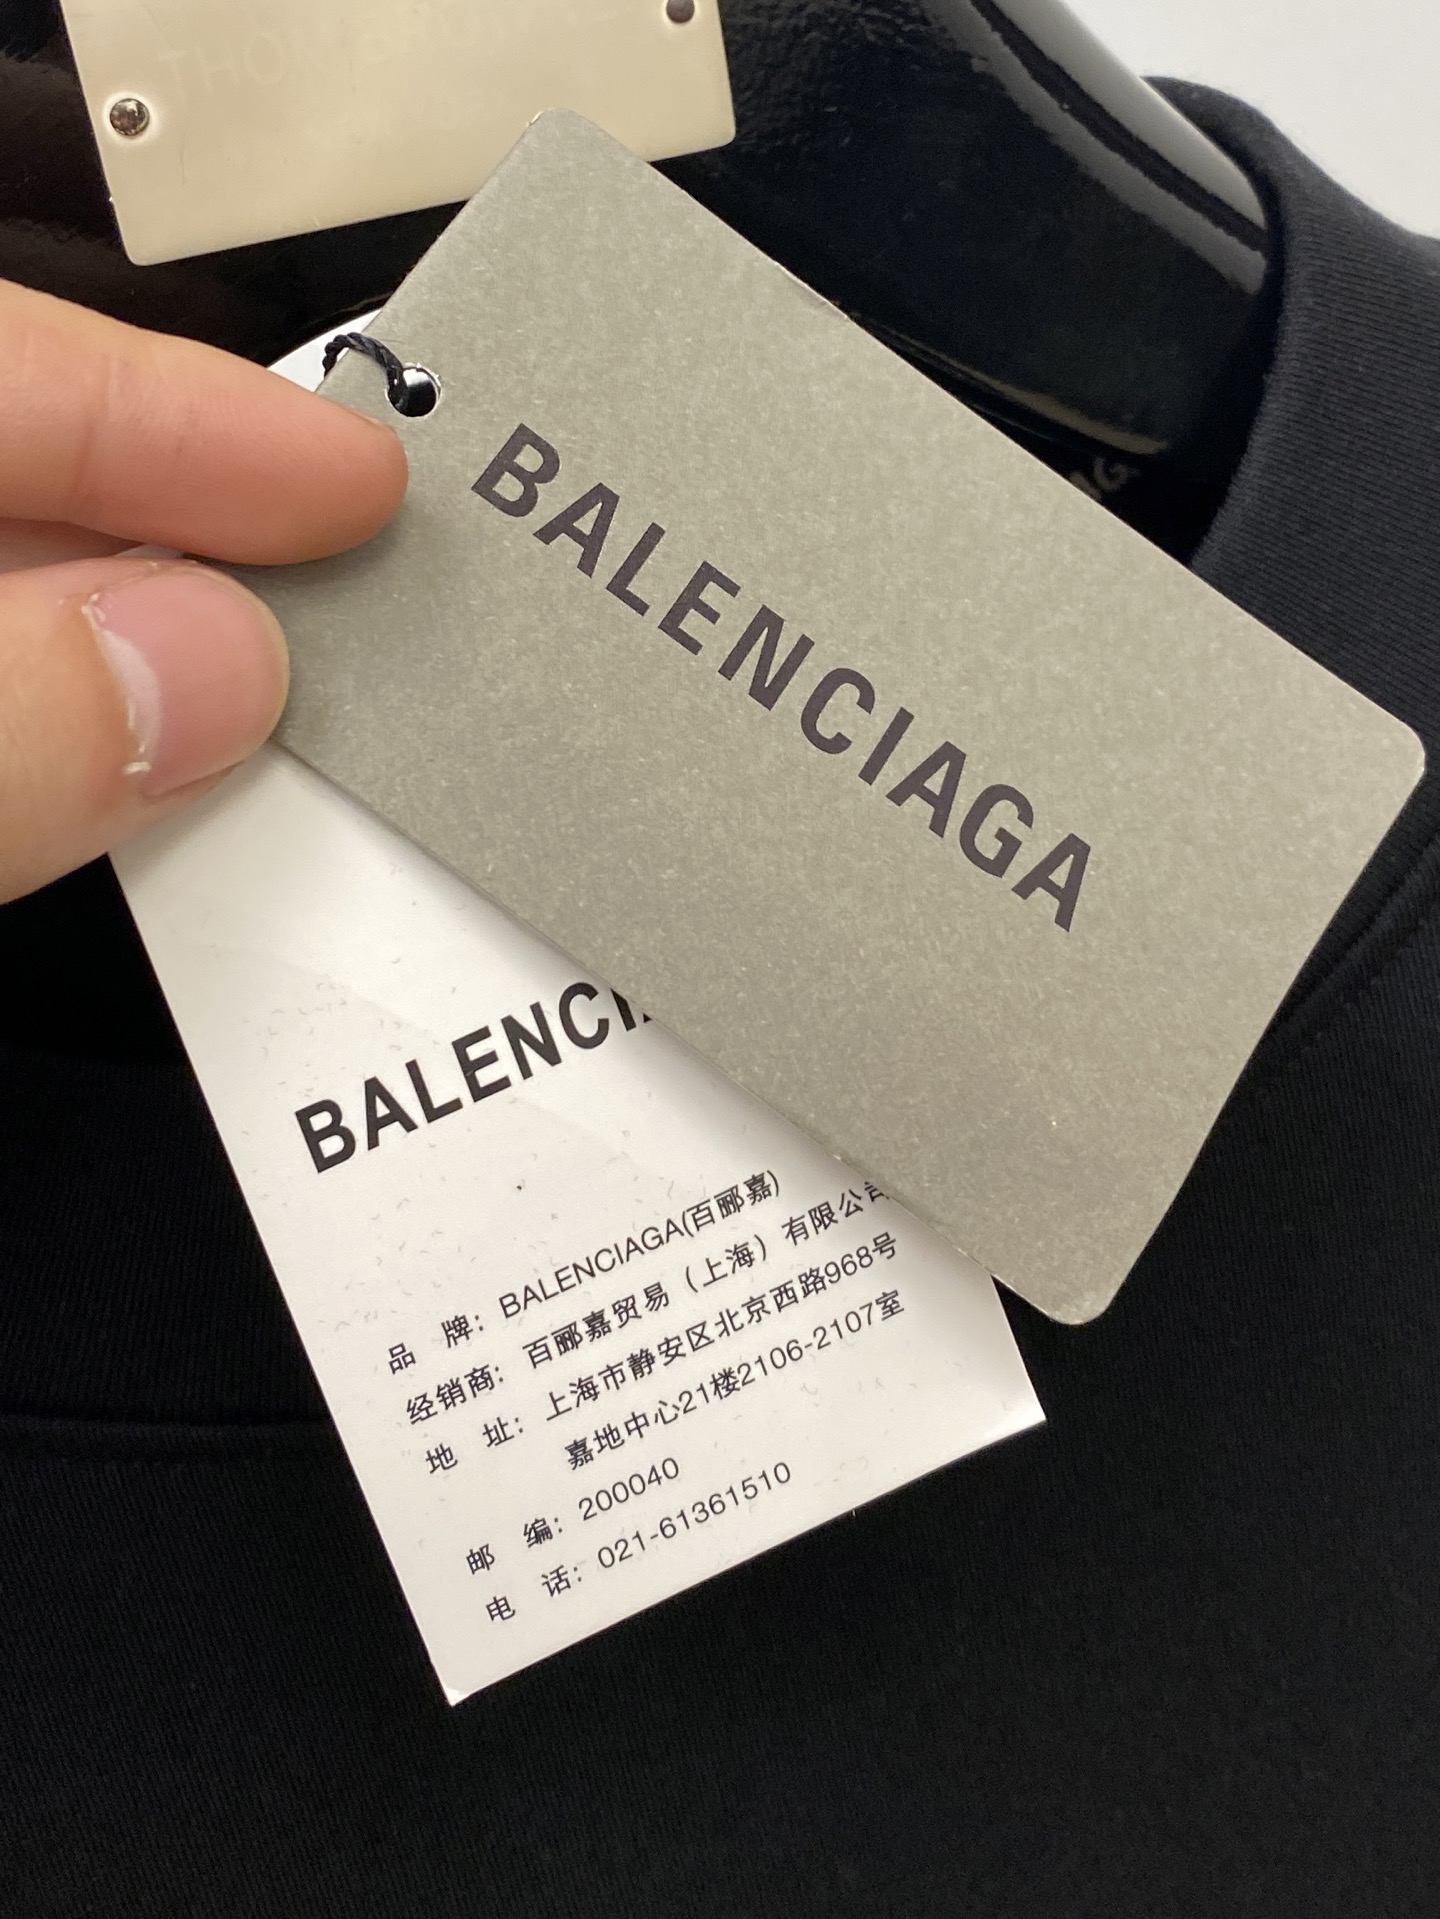 BALENCIAGA
BALENCIA
品 牌：BALENCIAGA(百郦嘉)
经销商：百郦嘉贸易（上海）有限公司
地 址：上海市静安区北京西路968号
嘉地中心21楼2106-2107室
邮 编：200040
电 话：021-61361510